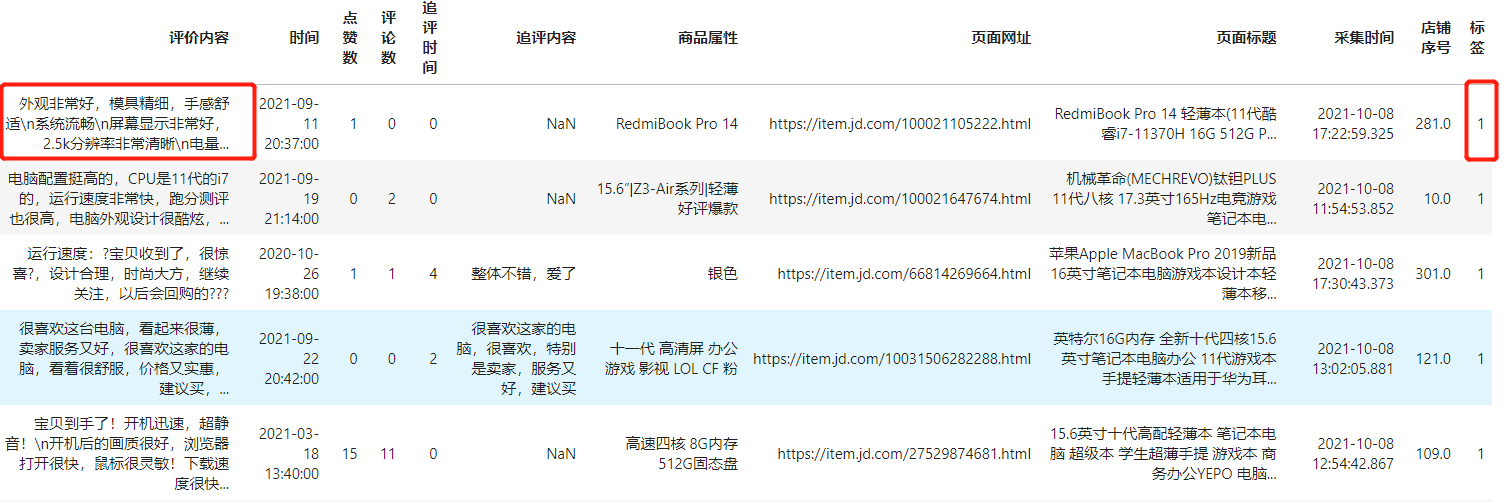 评价内容 时间 点赞数 评论数 追评时间 追评内容 商品属性 页面网址 页面标题 采集时间 店铺序号 标签
外观非常好，模具精细，手感舒
适\n系统流畅\n屏幕显示非常好，
2.5k分辨率非常清晰\n电量...
2021-09-
11
20:37:00
1
0
0
NaN
RedmiBook Pro 14
https://item.jd.com/100021105222.html
RedmiBook Pro 14 轻薄本(11代酷
睿i7-11370H 16G 512G P...
2021-10-08
17:22:59.325
281.0
1
电脑配置挺高的，CPU是11代的i7
的，运行速度非常快，跑分测评
也很高，电脑外观设计很酷炫，...
2021-09-
19
21:14:00
0
2
0
NaN
15.6"|Z3-Air系列|轻薄
好评爆款
https://item.jd.com/100021647674.html
机械革命(MECHREVO)钛钽PLUS
11代八核 17.3英寸165Hz电竞游戏
笔记本电...
2021-10-08
11:54:53.852
10.0
1
运行速度：?宝贝收到了，很惊
喜?，设计合理，时尚大方，继续
关注，以后会回购的???
2020-10-
26
19:38:00
1
1
4
整体不错，爱了
银色
https://item.jd.com/66814269664.html
苹果Apple MacBook Pro 2019新品
16英寸笔记本电脑游戏本设计本轻
薄本移...
2021-10-08
17:30:43.373
301.0
1
很喜欢这台电脑，看起来很薄，
卖家服务又好，很喜欢这家的电
脑，看着很舒服，价格又实惠，
建议买，...
2021-09-
22
20:42:00
0
0
2
很喜欢这家的电
脑，很喜欢，特别
是卖家，服务又
好，建议买
十一代 高清屏 办公
游戏 影视 LOL CF 粉
https://item.jd.com/10031506282288.html
英特尔16G内存 全新十代四核15.6
英寸笔记本电脑办公 11代游戏本
手提轻薄本适用于华为耳...
2021-10-08
13:02:05.881
121.0
1
宝贝到手了！开机迅速，超静
音！\n开机后的画质很好，浏览器
打开很快，鼠标很灵敏！下载速
度很快...
2021-03-
18
13:40:00
15
11
0
NaN
高速四核 8G内存
512G固态盘
https://item.jd.com/27529874681.html
15.6英寸十代高配轻薄本 笔记本电
脑 超级本 学生超薄手提 游戏本 商
务办公YEPO 电脑...
2021-10-08
12:54:42.867
109.0
1